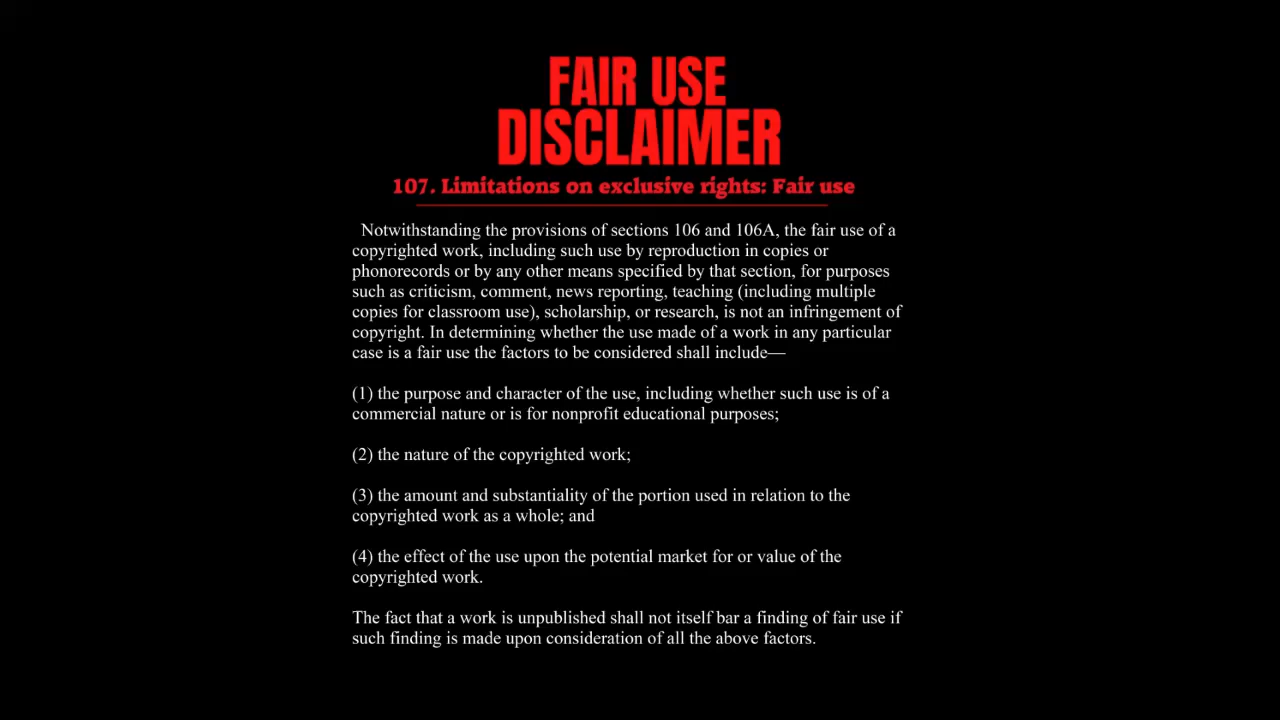 FAIR USE
DISCLAIMER
107. Limitations on exclusive rights: Fair use
Notwithstanding the provisions of sections 106 and 106A, the fair use of a
copyrighted work, including such use by reproduction in copies or
phonorecords or by any other means specified by that section, for purposes
such as criticism, comment, news reporting, teaching (including multiple
copies for classroom use), scholarship, or research, is not an infringement of
copyright. In determining whether the use made of a work in any particular
case is a fair use the factors to be considered shall include—
(1) the purpose and character of the use, including whether such use is of a
commercial nature or is for nonprofit educational purposes;
(2) the nature of the copyrighted work;
(3) the amount and substantiality of the portion used in relation to the
copyrighted work as a whole; and
(4) the effect of the use upon the potential market for or value of the
copyrighted work.
The fact that a work is unpublished shall not itself bar a finding of fair use if
such finding is made upon consideration of all the above factors.